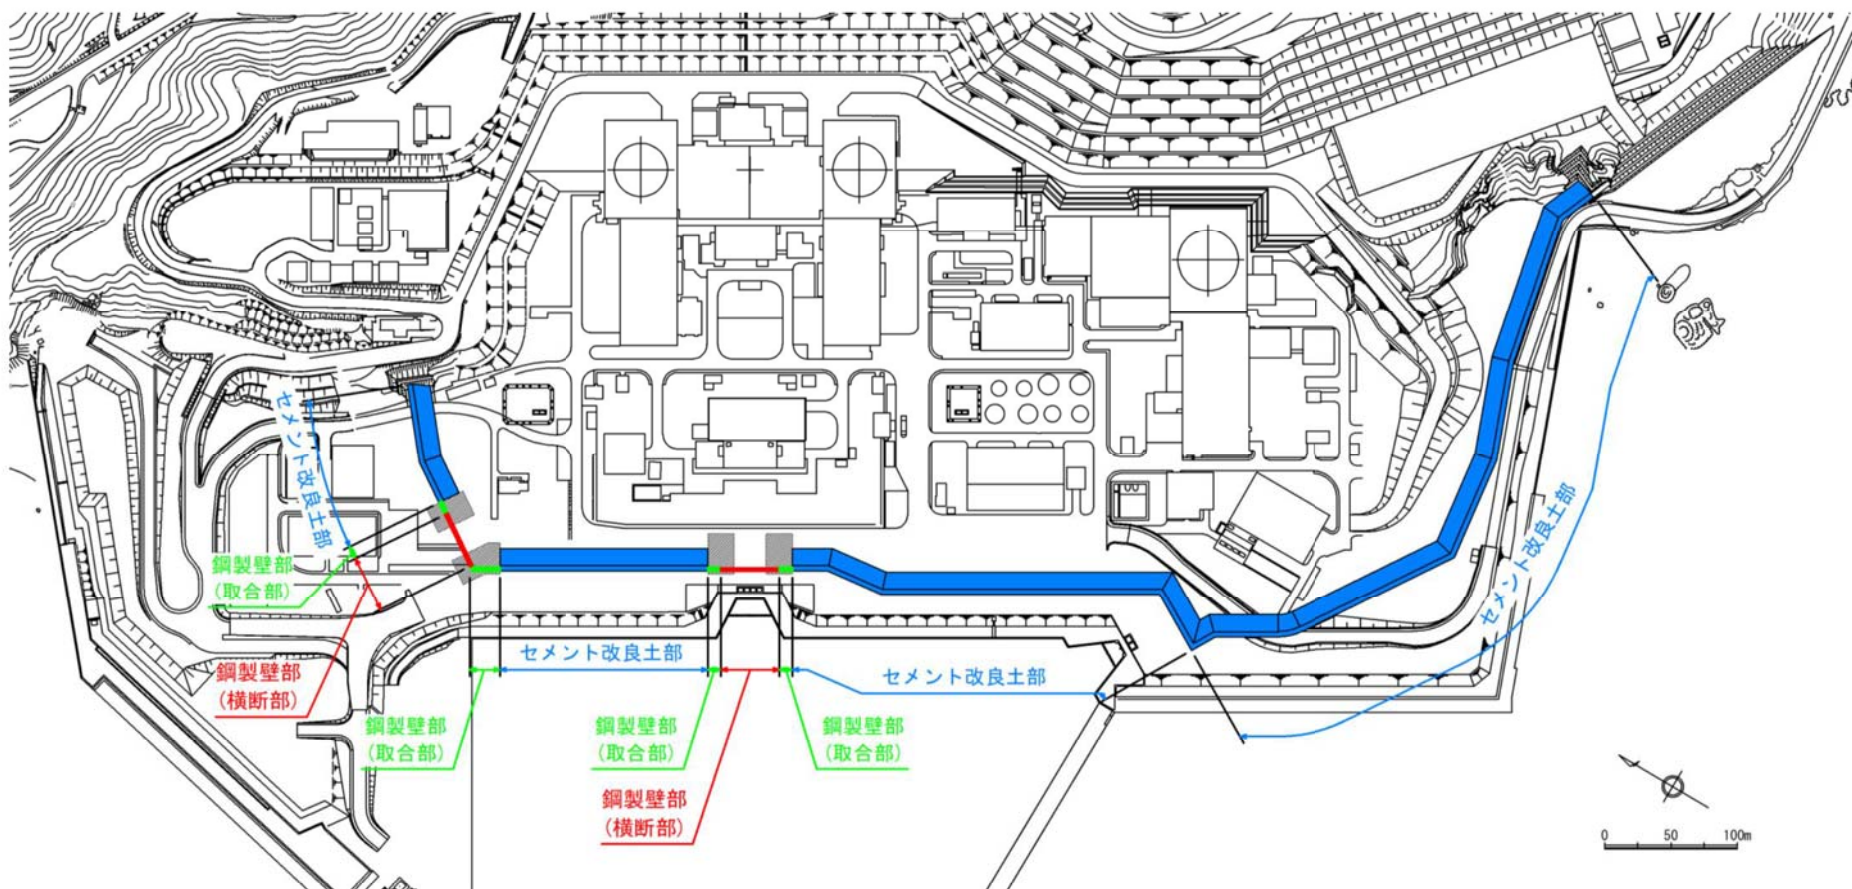 セメント改良土部
鋼製壁部
(取合部)
鋼製壁部
(横断部)
鋼製壁部
(取合部)
セメント改良土部
鋼製壁部
(取合部)
鋼製壁部
(横断部)
鋼製壁部
(取合部)
セメント改良土部
セメント改良土部
0 50 100m